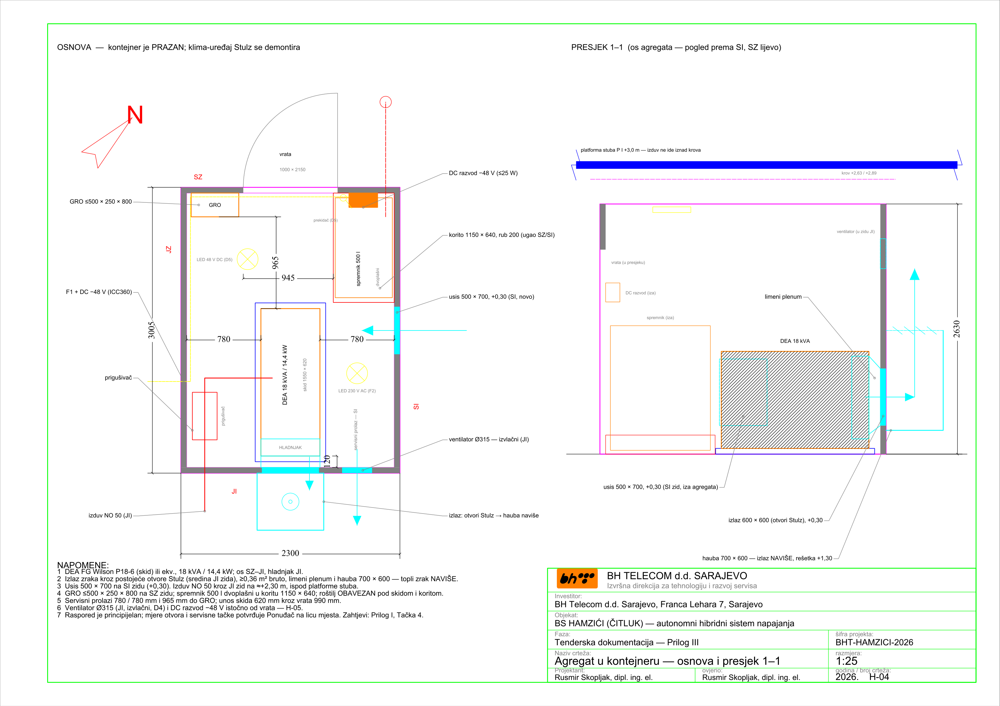 OSNOVA — kontejner je PRAZAN; klima-uređaj Stulz se demontira
PRESJEK 1–1 (os agregata — pogled prema SI, SZ lijevo)
N
vrata
1000 × 2150
SZ
GRO ≤500 × 250 × 800
GRO
DC razvod −48 V (≤25 W)
prekidač (D5)
korito 1150 × 640, rub 200 (ugao SZ/SI)
JZ
LED 48 V DC (D5)
965
945
spremnik 500 l
dvoplašni
F1 + DC −48 V (ICC360)
usis 500 × 700, +0,30 (SI, novo)
3005
780
780
DEA 18 kVA / 14,4 kW
skid 1550 × 620
prigušivač
LED 230 V AC (F2)
prigušivač
servisni prolaz — SI
SI
HLADNJAK
120
ventilator Ø315 — izvlačni (JI)
JI
izduv NO 50 (JI)
izlaz: otvori Stulz → hauba naviše
2300
platforma stuba P I +3,0 m — izduv ne ide iznad krova
krov +2,63 / +2,89
ventilator (u zidu JI)
vrata (u presjeku)
DC razvod (iza)
limeni plenum
spremnik (iza)
DEA 18 kVA
2630
usis 500 × 700, +0,30 (SI zid, iza agregata)
izlaz 600 × 600 (otvori Stulz), +0,30
hauba 700 × 600 — izlaz NAVIŠE, rešetka +1,30
NAPOMENE:
1 DEA FG Wilson P18-6 (skid) ili ekv., 18 kVA / 14,4 kW; os SZ–JI, hladnjak JI.
2 Izlaz zraka kroz postojeće otvore Stulz (sredina JI zida), ≥0,36 m² bruto, limeni plenum i hauba 700 × 600 — topli zrak NAVIŠE.
3 Usis 500 × 700 na SI zidu (+0,30). Izduv NO 50 kroz JI zid na ≈+2,30 m, ispod platforme stuba.
4 GRO ≤500 × 250 × 800 na SZ zidu; spremnik 500 l dvoplašni u koritu 1150 × 640; roštilj OBAVEZAN pod skidom i koritom.
5 Servisni prolazi 780 / 780 mm i 965 mm do GRO; unos skida 620 mm kroz vrata 990 mm.
6 Ventilator Ø315 (JI, izvlačni, D4) i DC razvod −48 V istočno od vrata — H-05.
7 Raspored je principijelan; mjere otvora i servisne tačke potvrđuje Ponuđač na licu mjesta. Zahtjevi: Prilog I, Tačka 4.
bh
BH TELECOM d.d. SARAJEVO
Izvršna direkcija za tehnologiju i razvoj servisa
Investitor:
BH Telecom d.d. Sarajevo, Franca Lehara 7, Sarajevo
Objekat:
BS HAMZIĆI (ČITLUK) — autonomni hibridni sistem napajanja
Faza:
Tenderska dokumentacija — Prilog III
šifra projekta:
BHT-HAMZICI-2026
Naziv crteža:
Agregat u kontejneru — osnova i presjek 1–1
razmjera:
1:25
Projektant:
Rusmir Skopljak, dipl. ing. el.
ovjerio:
Rusmir Skopljak, dipl. ing. el.
godina / broj crteža:
2026. H-04